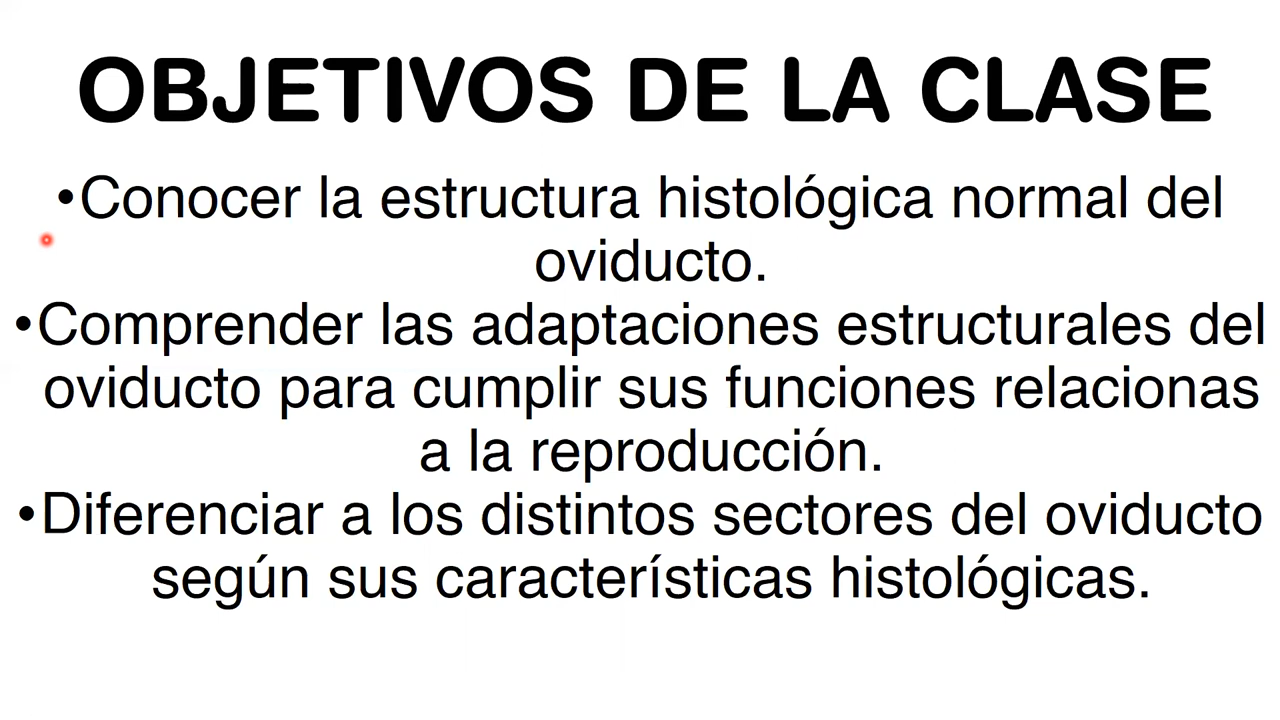 OBJETIVOS DE LA CLASE
•Conocer la estructura histológica normal del
oviducto.
•Comprender las adaptaciones estructurales del
oviducto para cumplir sus funciones relacionas
a la reproducción.
•Diferenciar a los distintos sectores del oviducto
según sus características histológicas.